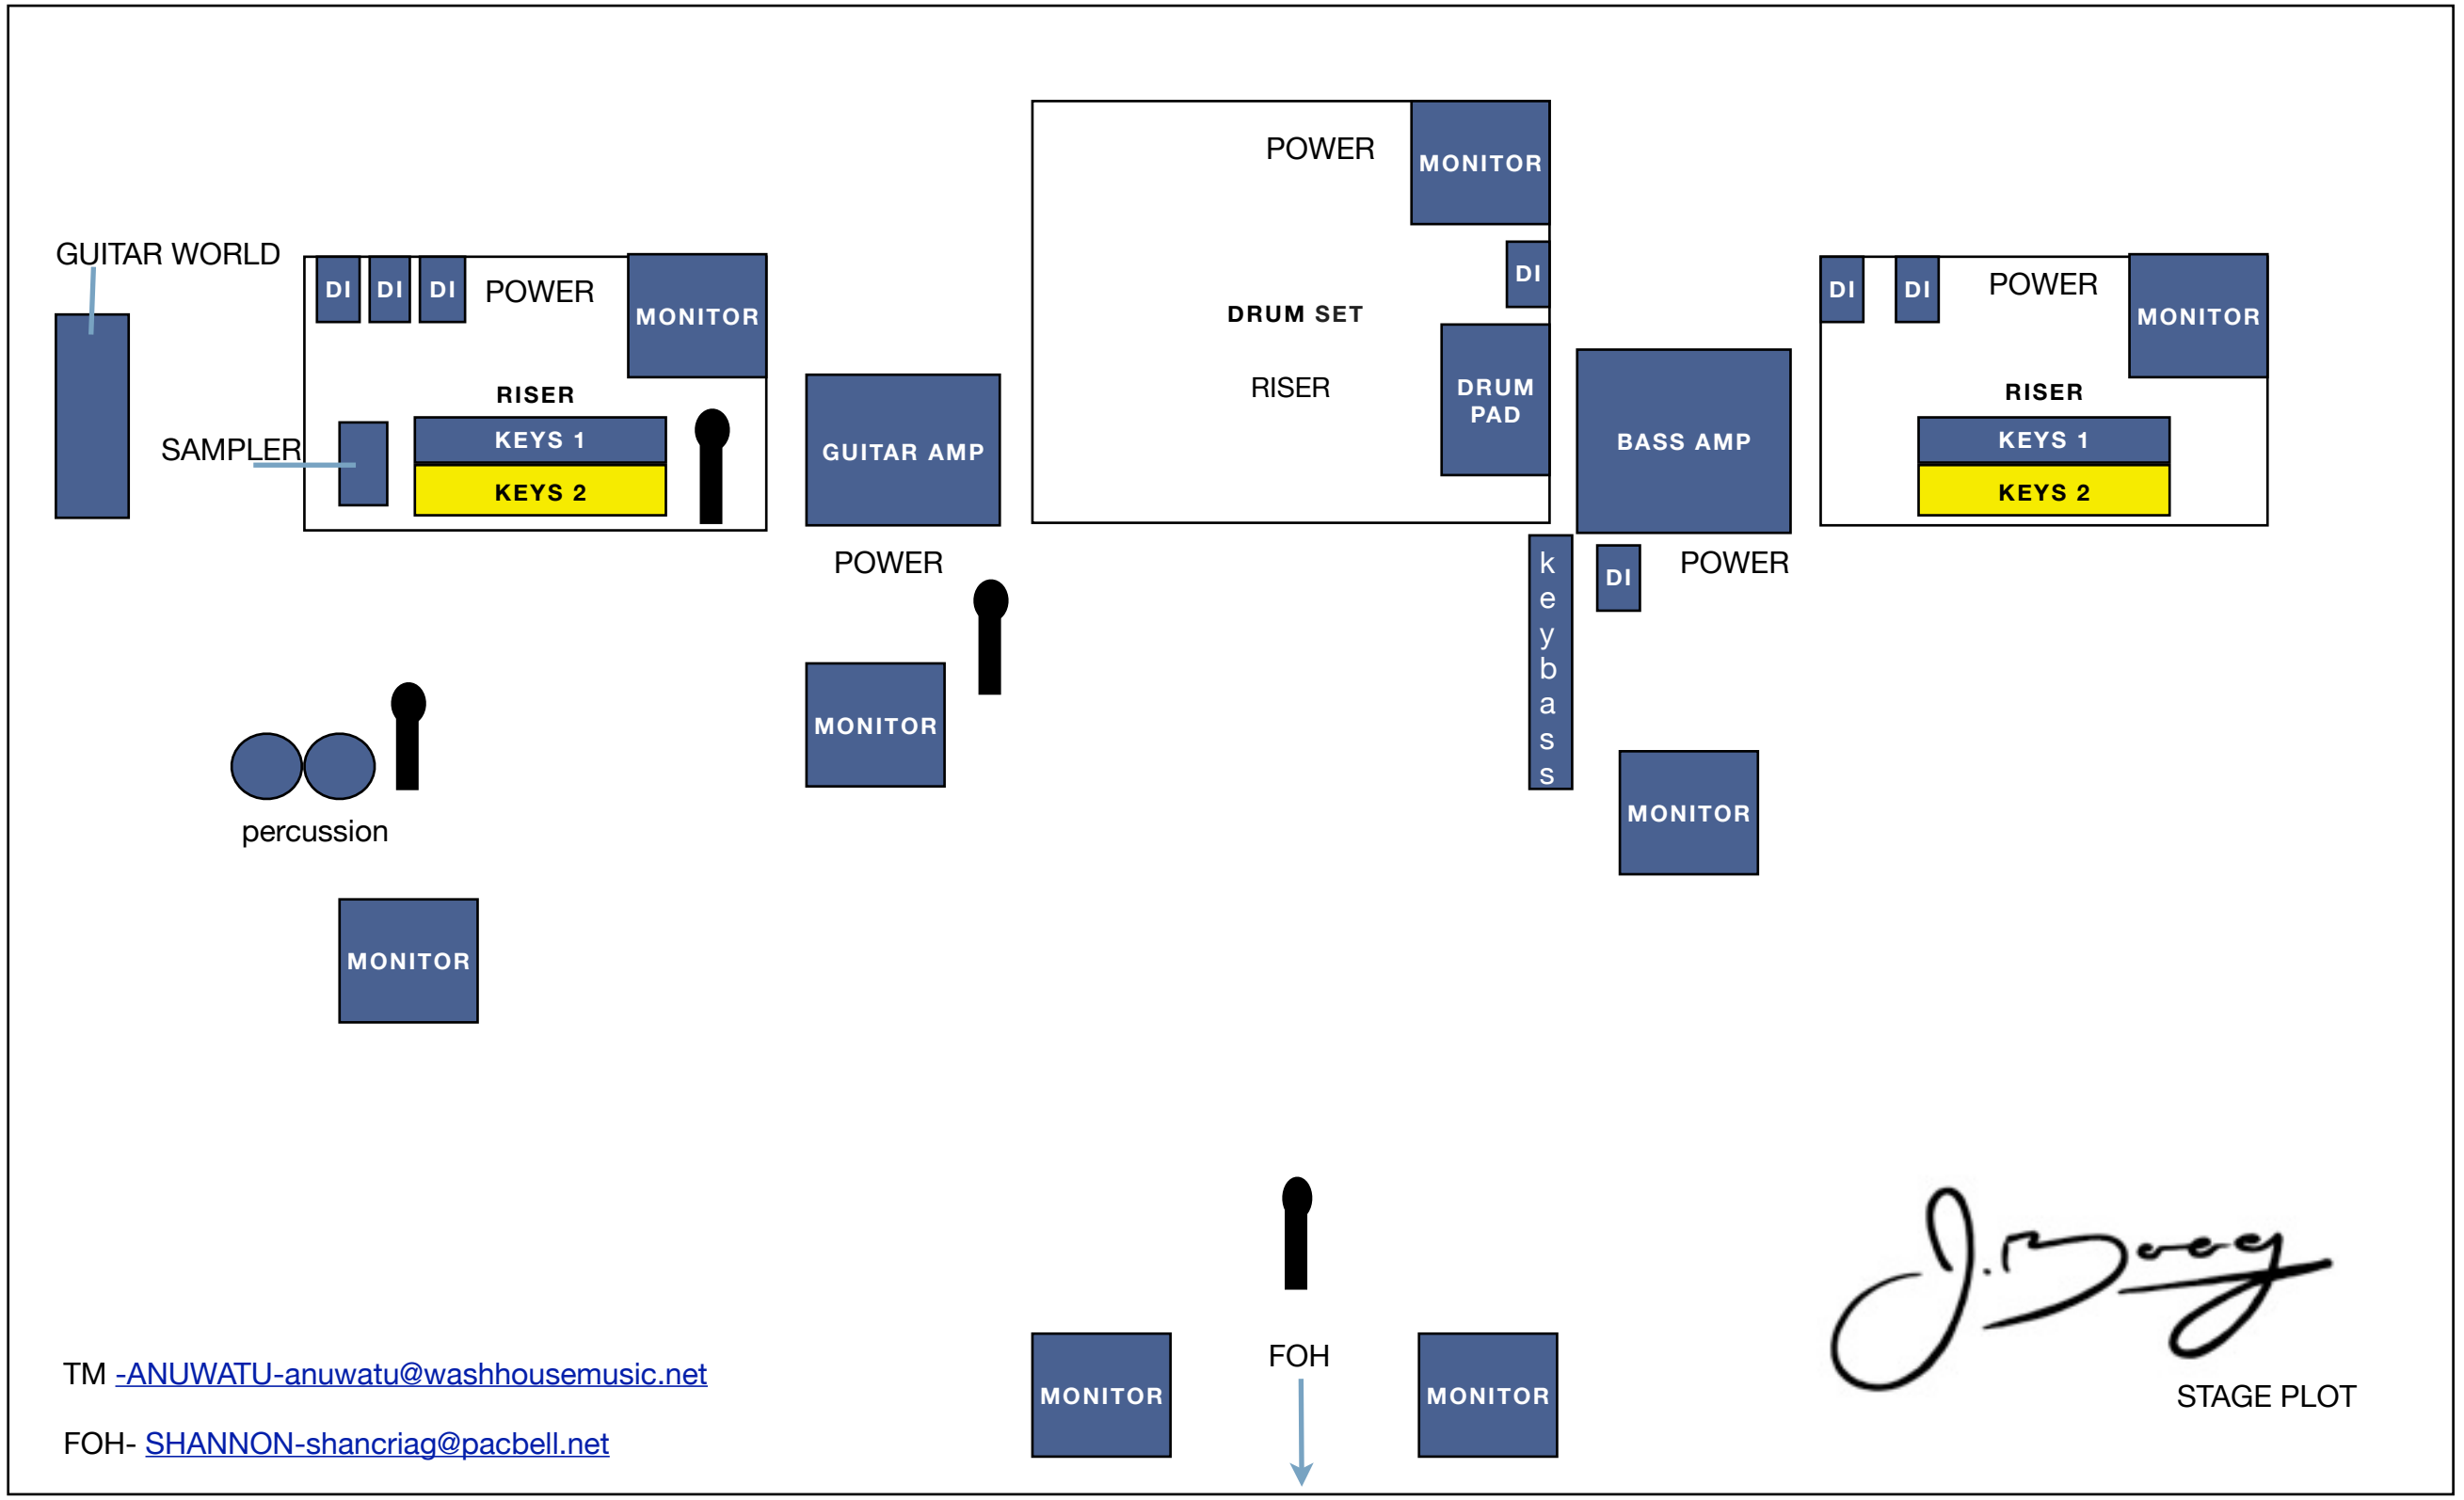 POWER
MONITOR
GUITAR WORLD
DI
DI
DI
POWER
MONITOR
DI
DI
DI
POWER
MONITOR
DRUM SET
RISER
DRUM
PAD
RISER
KEYS 1
KEYS 2
SAMPLER
GUITAR AMP
BASS AMP
RISER
KEYS 1
KEYS 2
POWER
keybass
DI
POWER
MONITOR
MONITOR
percussion
MONITOR
FOH
MONITOR
MONITOR
STAGE PLOT
TM -ANUWATU-anuwatu@washhousemusic.net
FOH- SHANNON-shancriag@pacbell.net